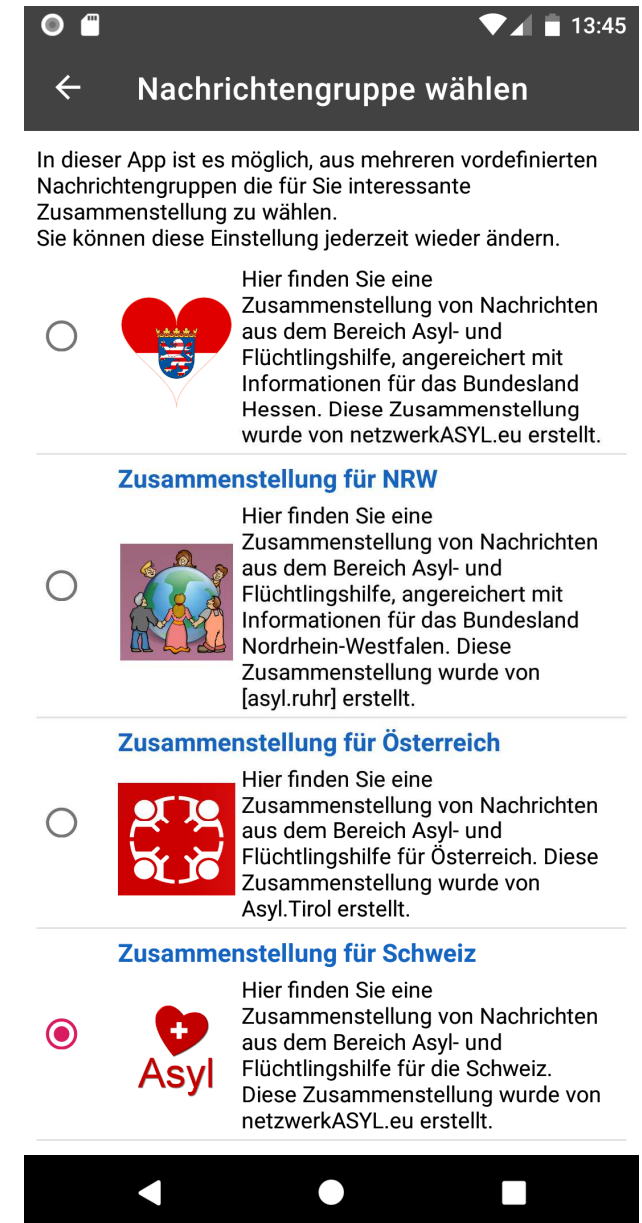 13:45
Nachrichtengruppe wählen
In dieser App ist es möglich, aus mehreren vordefinierten
Nachrichtengruppen die für Sie interessante
Zusammenstellung zu wählen.
Sie können diese Einstellung jederzeit wieder ändern.
Hier finden Sie eine
Zusammenstellung von Nachrichten
aus dem Bereich Asyl- und
Flüchtlingshilfe, angereichert mit
Informationen für das Bundesland
Hessen. Diese Zusammenstellung
wurde von netzwerkASYL.eu erstellt.
Zusammenstellung für NRW
Hier finden Sie eine
Zusammenstellung von Nachrichten
aus dem Bereich Asyl- und
Flüchtlingshilfe, angereichert mit
Informationen für das Bundesland
Nordrhein-Westfalen. Diese
Zusammenstellung wurde von
[asyl.ruhr] erstellt.
Zusammenstellung für Österreich
Hier finden Sie eine
Zusammenstellung von Nachrichten
aus dem Bereich Asyl- und
Flüchtlingshilfe für Österreich. Diese
Zusammenstellung wurde von
Asyl.Tirol erstellt.
Zusammenstellung für Schweiz
Asyl
Hier finden Sie eine
Zusammenstellung von Nachrichten
aus dem Bereich Asyl- und
Flüchtlingshilfe für die Schweiz.
Diese Zusammenstellung wurde von
netzwerkASYL.eu erstellt.